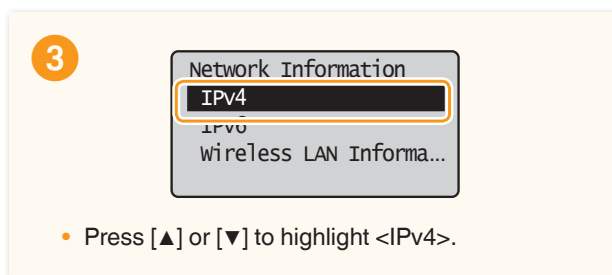 3
Network Information
IPv4
IPv6
Wireless LAN Informa...
• Press [▲] or [▼] to highlight <IPv4>.